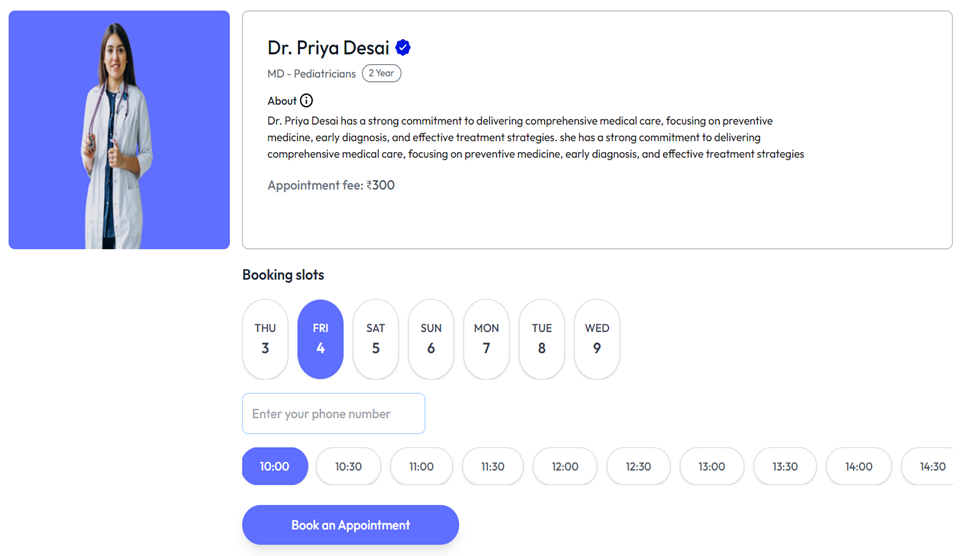 Dr. Priya Desai
MD - Pediatricians 2 Year
About
Dr. Priya Desai has a strong commitment to delivering comprehensive medical care, focusing on preventive
medicine, early diagnosis, and effective treatment strategies. she has a strong commitment to delivering
comprehensive medical care, focusing on preventive medicine, early diagnosis, and effective treatment strategies
Appointment fee: ₹300
Booking slots
THU FRI SAT SUN MON TUE WED
3 4 5 6 7 8 9
Enter your phone number
10:00 10:30 11:00 11:30 12:00 12:30 13:00 13:30 14:00 14:30
Book an Appointment